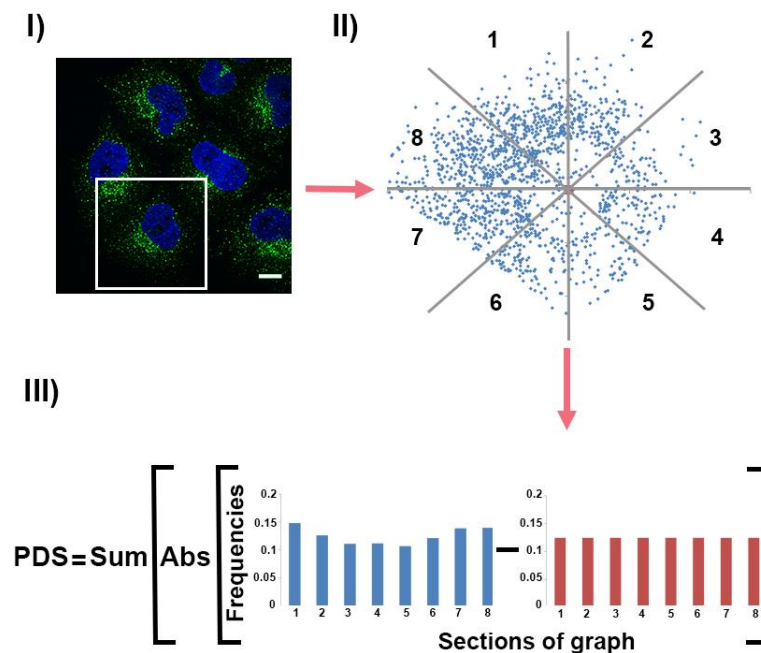 I)
II)
1
2
8
3
7
4
6
5
III)
PDS=Sum
Abs
Frequencies
0.2
0.15
0.1
0.05
0
1 2 3 4 5 6 7 8
0.2
0.15
0.1
0.05
0
1 2 3 4 5 6 7 8
Sections of graph